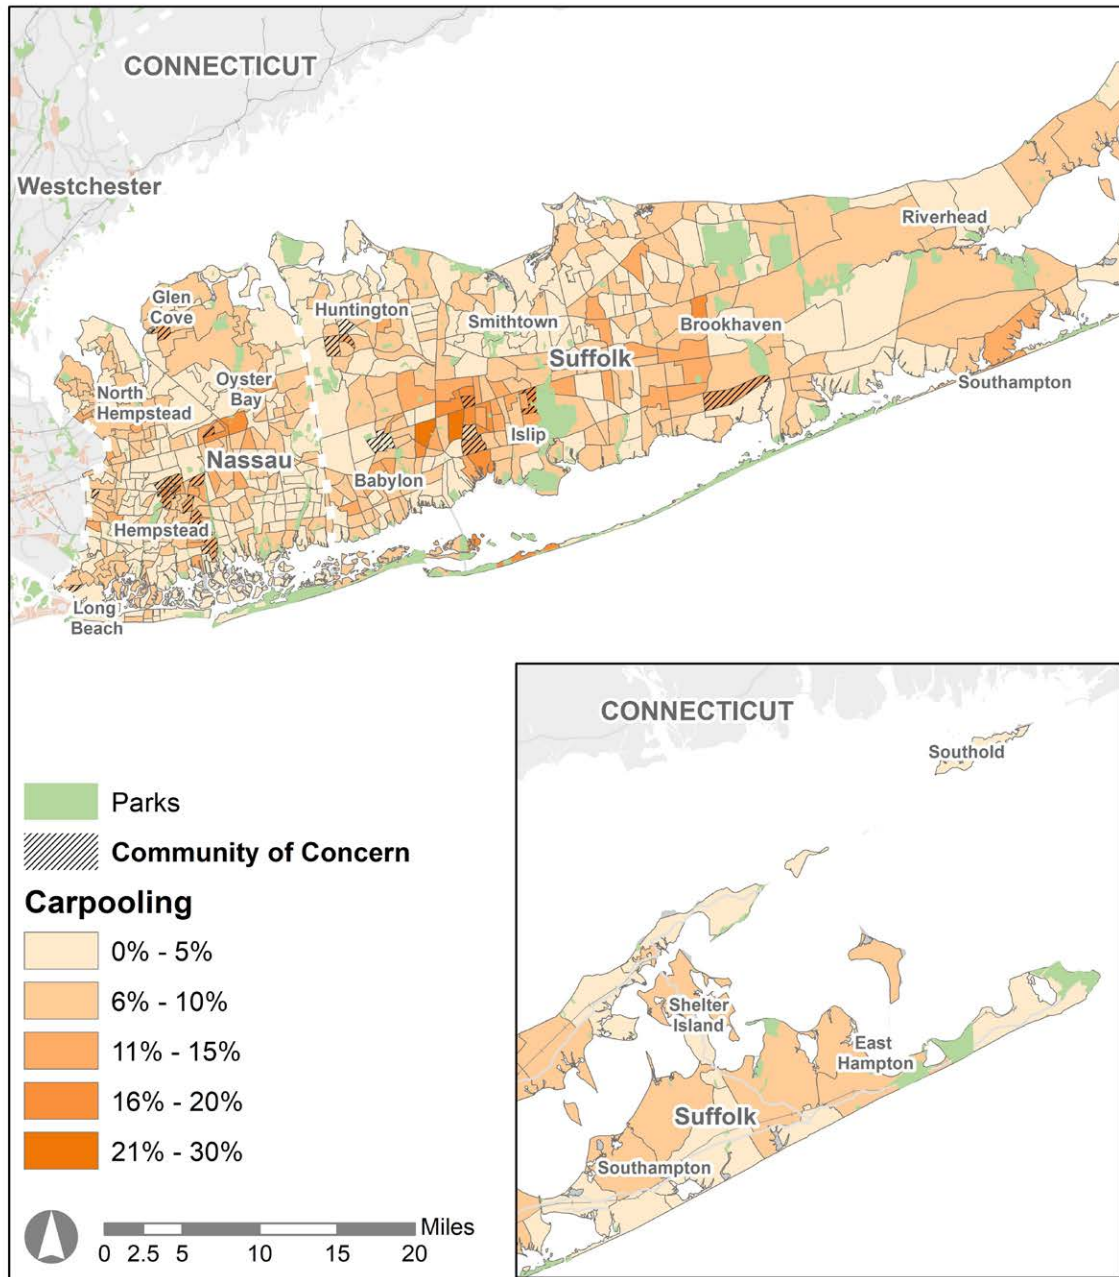 CONNECTICUT
Westchester
Riverhead
Glen
Cove
Huntington
Smithtown
Brookhaven
Suffolk
North
Hempstead
Oyster
Bay
Southampton
Islip
Nassau
Babylon
Hempstead
Long
Beach
CONNECTICUT
Southold
Shelter
Island
East
Hampton
Suffolk
Southampton
Parks
Community of Concern
Carpooling
0% - 5%
6% - 10%
11% - 15%
16% - 20%
21% - 30%
Miles
0 2.5 5 10 15 20